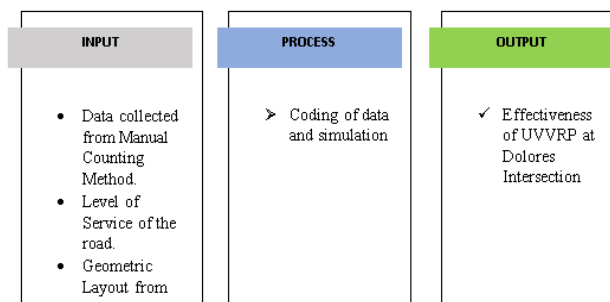 INPUT
• Data collected
from Manual
Counting
Method.
• Level of
Service of the
road.
• Geometric
Layout from
PROCESS
➢ Coding of data
and simulation
OUTPUT
✓ Effectiveness
of UVVRP at
Dolores
Intersection